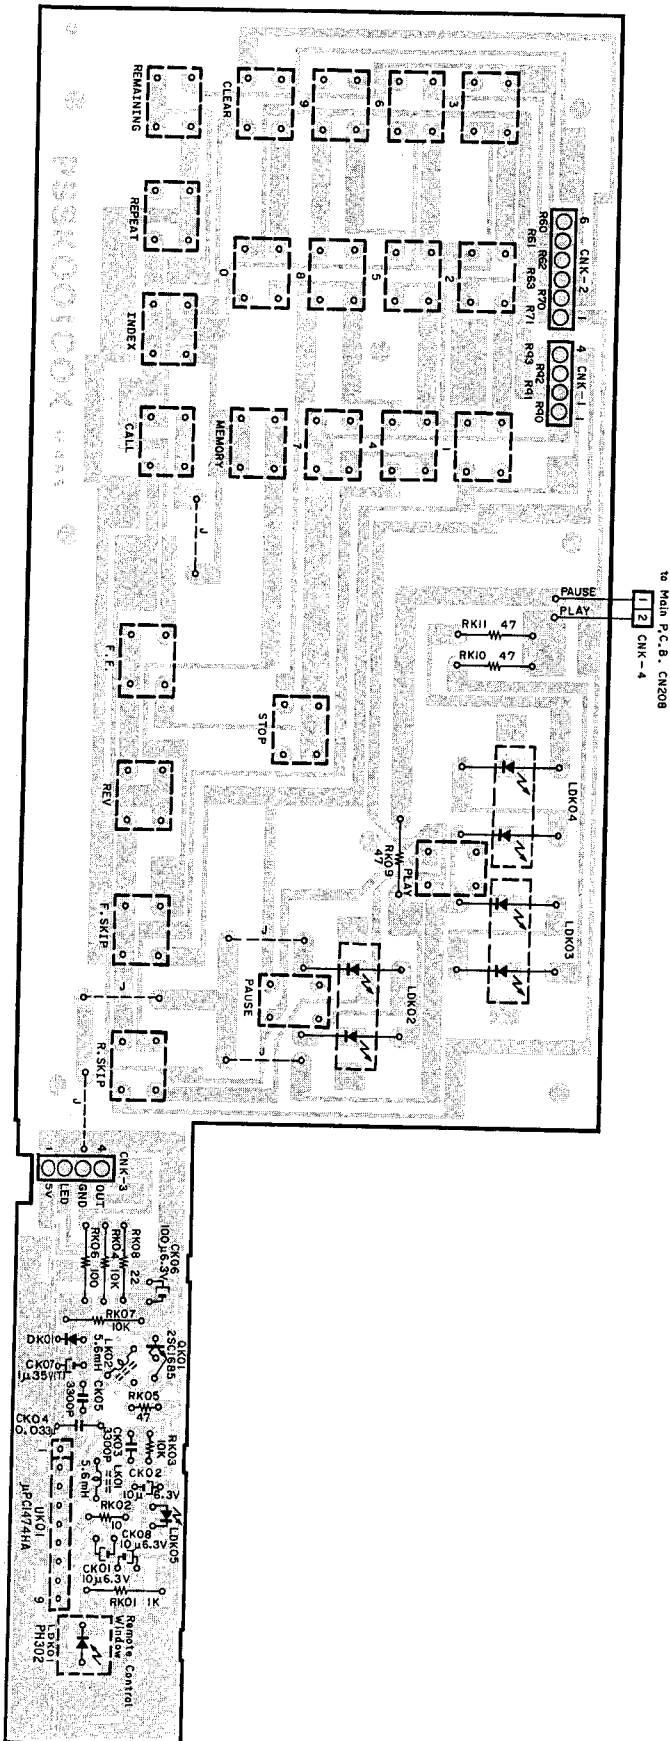 REMAINING
CLEAR
9
6
3
PSSK001COX
REPEAT
0
8
5
2
6
CNK-2
1
R60
R61
R62
R63
R70
R71
INDEX
4
CNK-1
1
R93
R92
R91
R90
CALL
MEMORY
7
4
1
J
to Main P.C.B. CN208
PAUSE
PLAY
1
2
CNK-4
RK11 47
RK10 47
F.F.
STOP
LDK04
REV
RK09
47
PLAY
LDK03
F.SKIP
J
PAUSE
LDK02
J
J
R.SKIP
J
1
4
CNK-3
5V
LED
GND
OUT
RK06 100
RK04 10K
RK08 22
CK06
100μ6.3V
RK07
10K
DK01
CK07
1μ35V(T)
LK02
5.6mH
QK01
2SC1685
CK05
3300P
RK05
47
CK04
0.033μ
CK03
3300P
RK03
10K
LK01
5.6mH
CK02
10μ6.3V
RK02
10
LDK05
1
UK01
μPC1474HA
9
CK08
10μ6.3V
CK01
10μ6.3V
RK01 1K
Remote Control
Window
LDK01
PH302